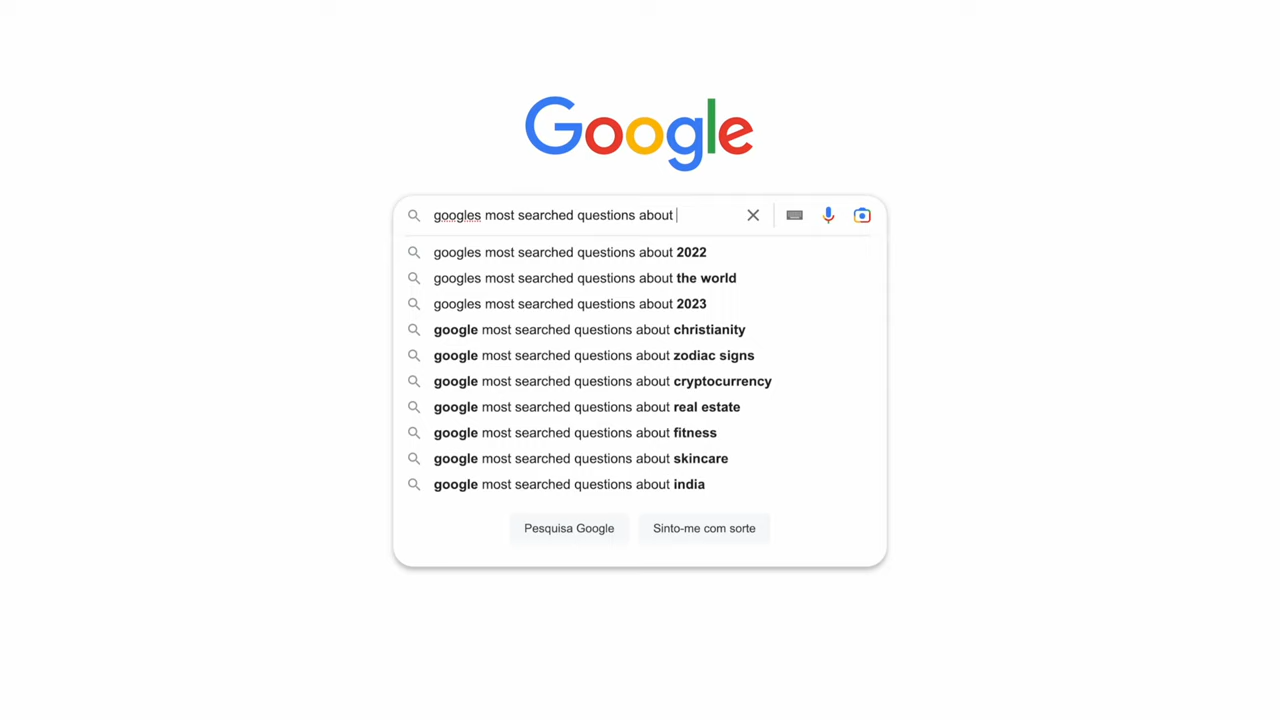 Google
googles most searched questions about
googles most searched questions about 2022
googles most searched questions about the world
googles most searched questions about 2023
google most searched questions about christianity
google most searched questions about zodiac signs
google most searched questions about cryptocurrency
google most searched questions about real estate
google most searched questions about fitness
google most searched questions about skincare
google most searched questions about india
Pesquisa Google Sinto-me com sorte